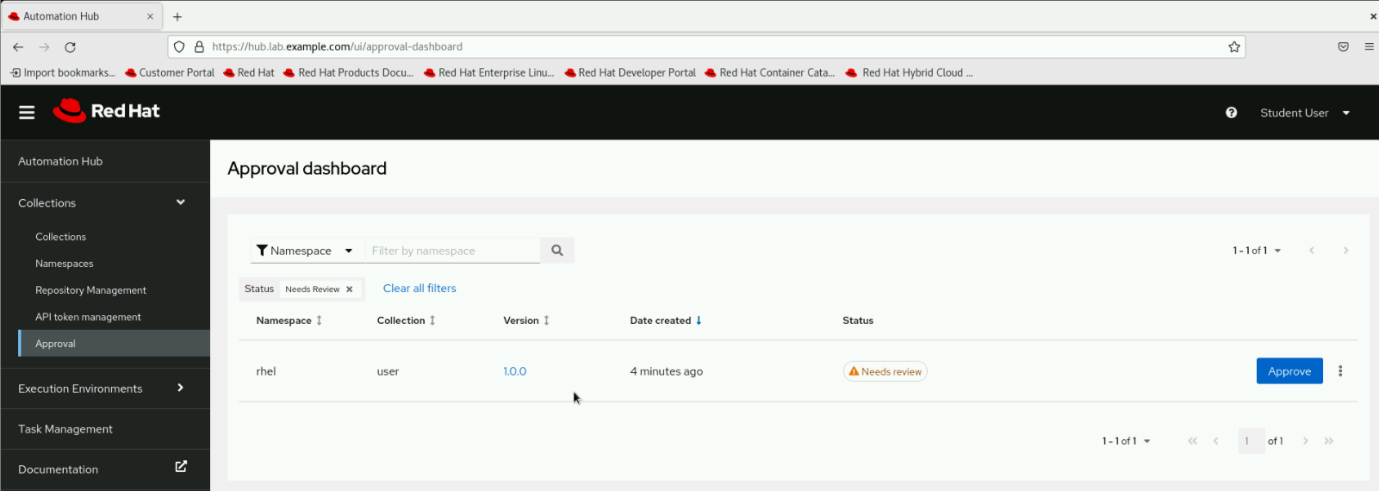 Automation Hub
https://hub.lab.example.com/ui/approval-dashboard
Import bookmarks... Customer Portal Red Hat Red Hat Products Docu... Red Hat Enterprise Linu... Red Hat Developer Portal Red Hat Container Cata... Red Hat Hybrid Cloud ...
Red Hat Student User
Automation Hub
Collections
Collections
Namespaces
Repository Management
API token management
Approval
Execution Environments
Task Management
Documentation
Approval dashboard
Namespace Filter by namespace 1 - 1 of 1
Status Needs Review Clear all filters
Namespace Collection Version Date created Status
rhel user 1.0.0 4 minutes ago Needs review Approve
1 - 1 of 1 1 of 1